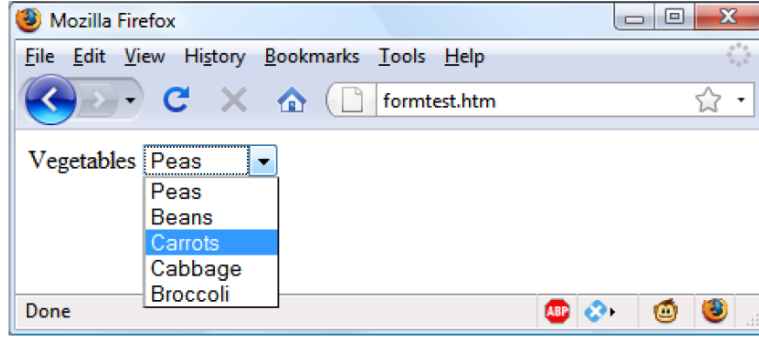 Mozilla Firefox
File Edit View History Bookmarks Tools Help
formtest.htm
Vegetables Peas
Peas
Beans
Carrots
Cabbage
Broccoli
Done ABP